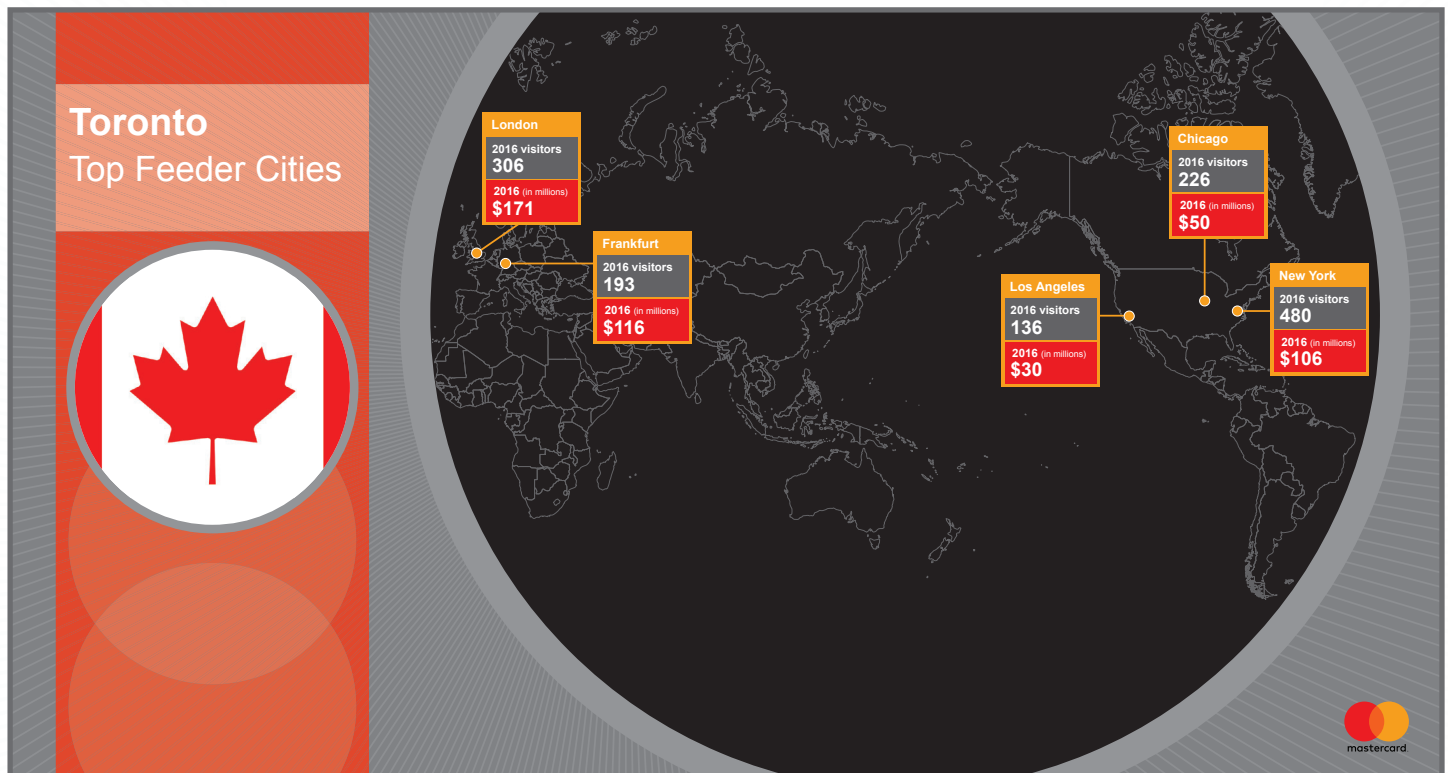 Toronto
Top Feeder Cities
London
2016 visitors
306
2016 (in millions)
$171
Frankfurt
2016 visitors
193
2016 (in millions)
$116
Los Angeles
2016 visitors
136
2016 (in millions)
$30
Chicago
2016 visitors
226
2016 (in millions)
$50
New York
2016 visitors
480
2016 (in millions)
$106
mastercard